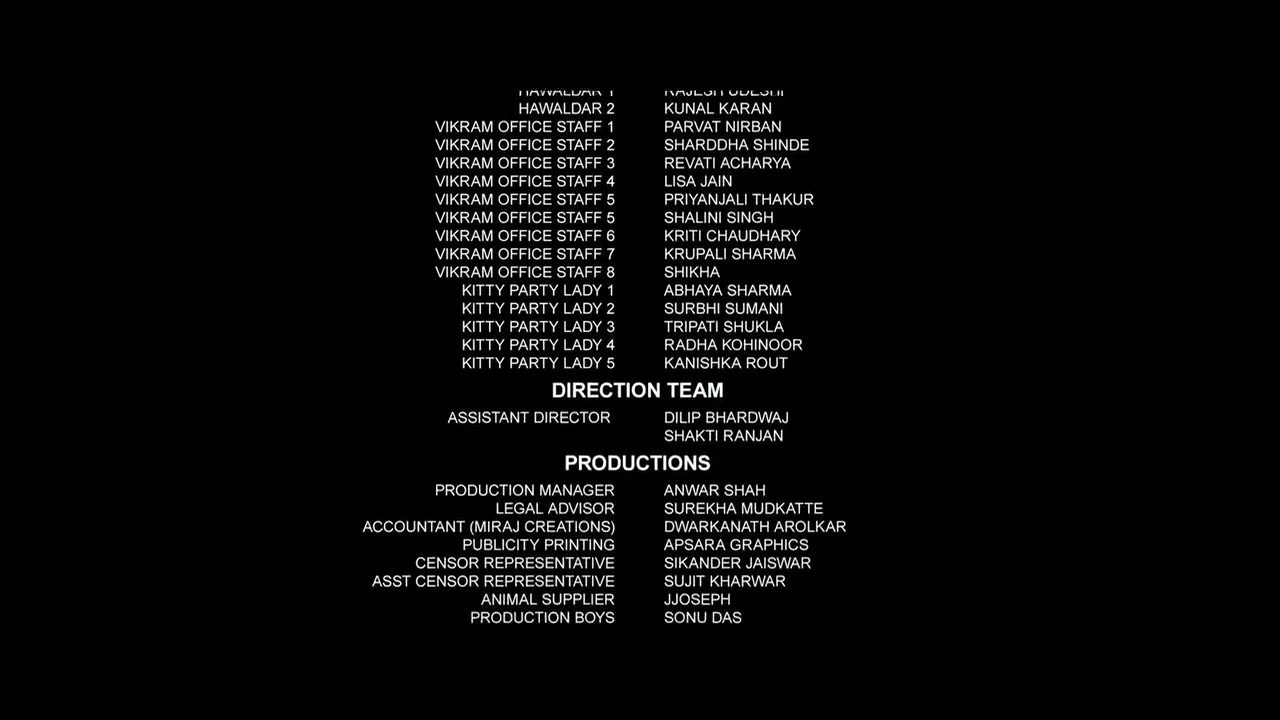 HAWALDAR 1 RAJESH UDESHI
HAWALDAR 2 KUNAL KARAN
VIKRAM OFFICE STAFF 1 PARVAT NIRBAN
VIKRAM OFFICE STAFF 2 SHARDDHA SHINDE
VIKRAM OFFICE STAFF 3 REVATI ACHARYA
VIKRAM OFFICE STAFF 4 LISA JAIN
VIKRAM OFFICE STAFF 5 PRIYANJALI THAKUR
VIKRAM OFFICE STAFF 5 SHALINI SINGH
VIKRAM OFFICE STAFF 6 KRITI CHAUDHARY
VIKRAM OFFICE STAFF 7 KRUPALI SHARMA
VIKRAM OFFICE STAFF 8 SHIKHA
KITTY PARTY LADY 1 ABHAYA SHARMA
KITTY PARTY LADY 2 SURBHI SUMANI
KITTY PARTY LADY 3 TRIPATI SHUKLA
KITTY PARTY LADY 4 RADHA KOHINOOR
KITTY PARTY LADY 5 KANISHKA ROUT
DIRECTION TEAM
ASSISTANT DIRECTOR DILIP BHARDWAJ
SHAKTI RANJAN
PRODUCTIONS
PRODUCTION MANAGER ANWAR SHAH
LEGAL ADVISOR SUREKHA MUDKATTE
ACCOUNTANT (MIRAJ CREATIONS) DWARKANATH AROLKAR
PUBLICITY PRINTING APSARA GRAPHICS
CENSOR REPRESENTATIVE SIKANDER JAISWAR
ASST CENSOR REPRESENTATIVE SUJIT KHARWAR
ANIMAL SUPPLIER JJOSEPH
PRODUCTION BOYS SONU DAS